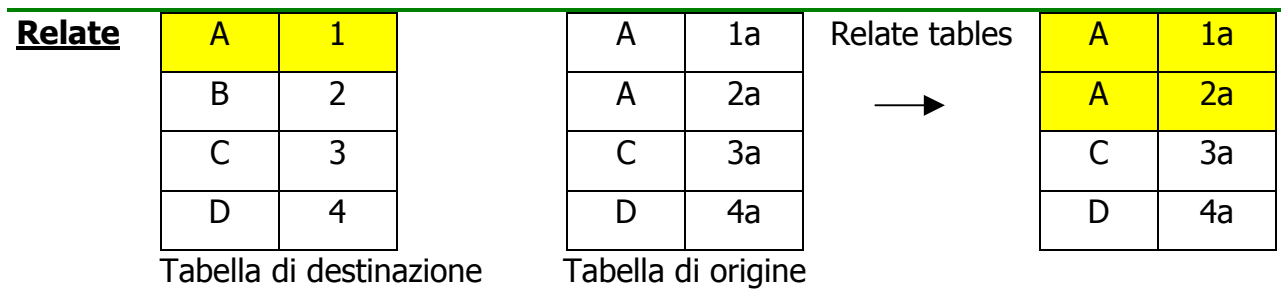 Relate A 1 A 1a Relate tables A 1a
B 2 A 2a A 2a
C 3 C 3a C 3a
D 4 D 4a D 4a
Tabella di destinazione Tabella di origine